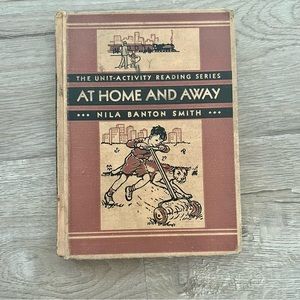 THE UNIT-ACTIVITY READING SERIES
AT HOME AND AWAY
••• NILA BANTON SMITH •••